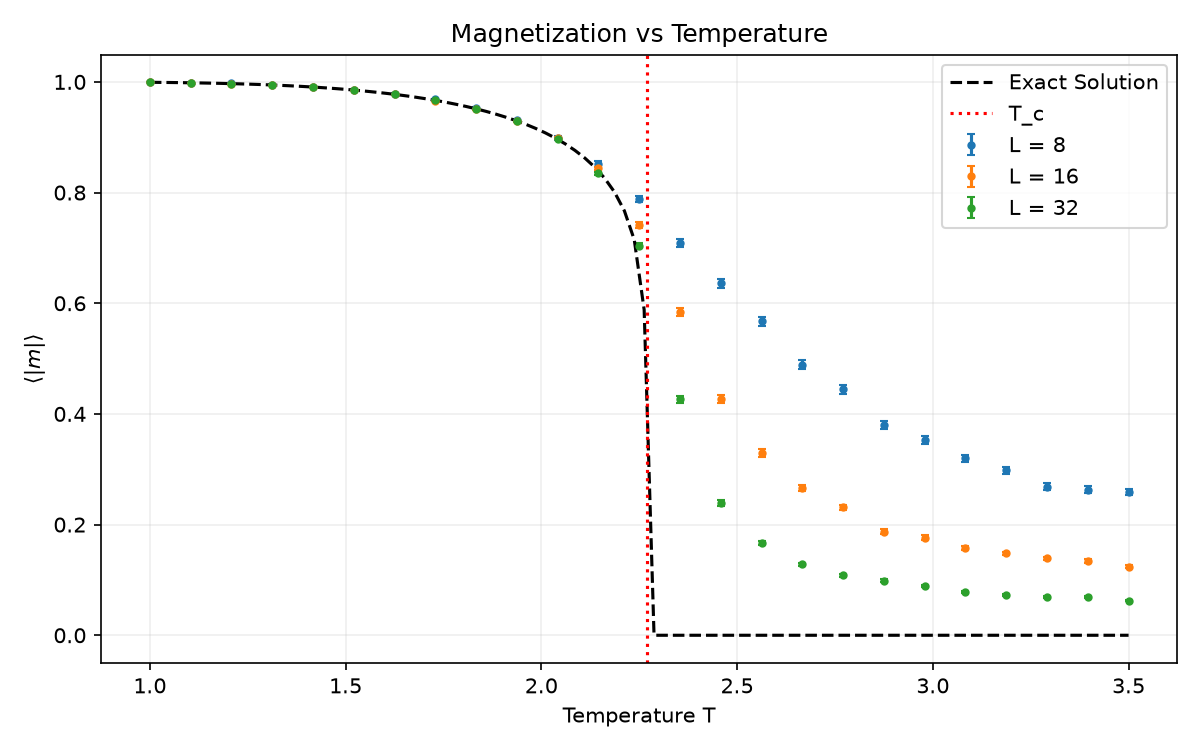 Magnetization vs Temperature
Exact Solution
T_c
L = 8
L = 16
L = 32
⟨|m|⟩
1.0
0.8
0.6
0.4
0.2
0.0
1.0 1.5 2.0 2.5 3.0 3.5
Temperature T